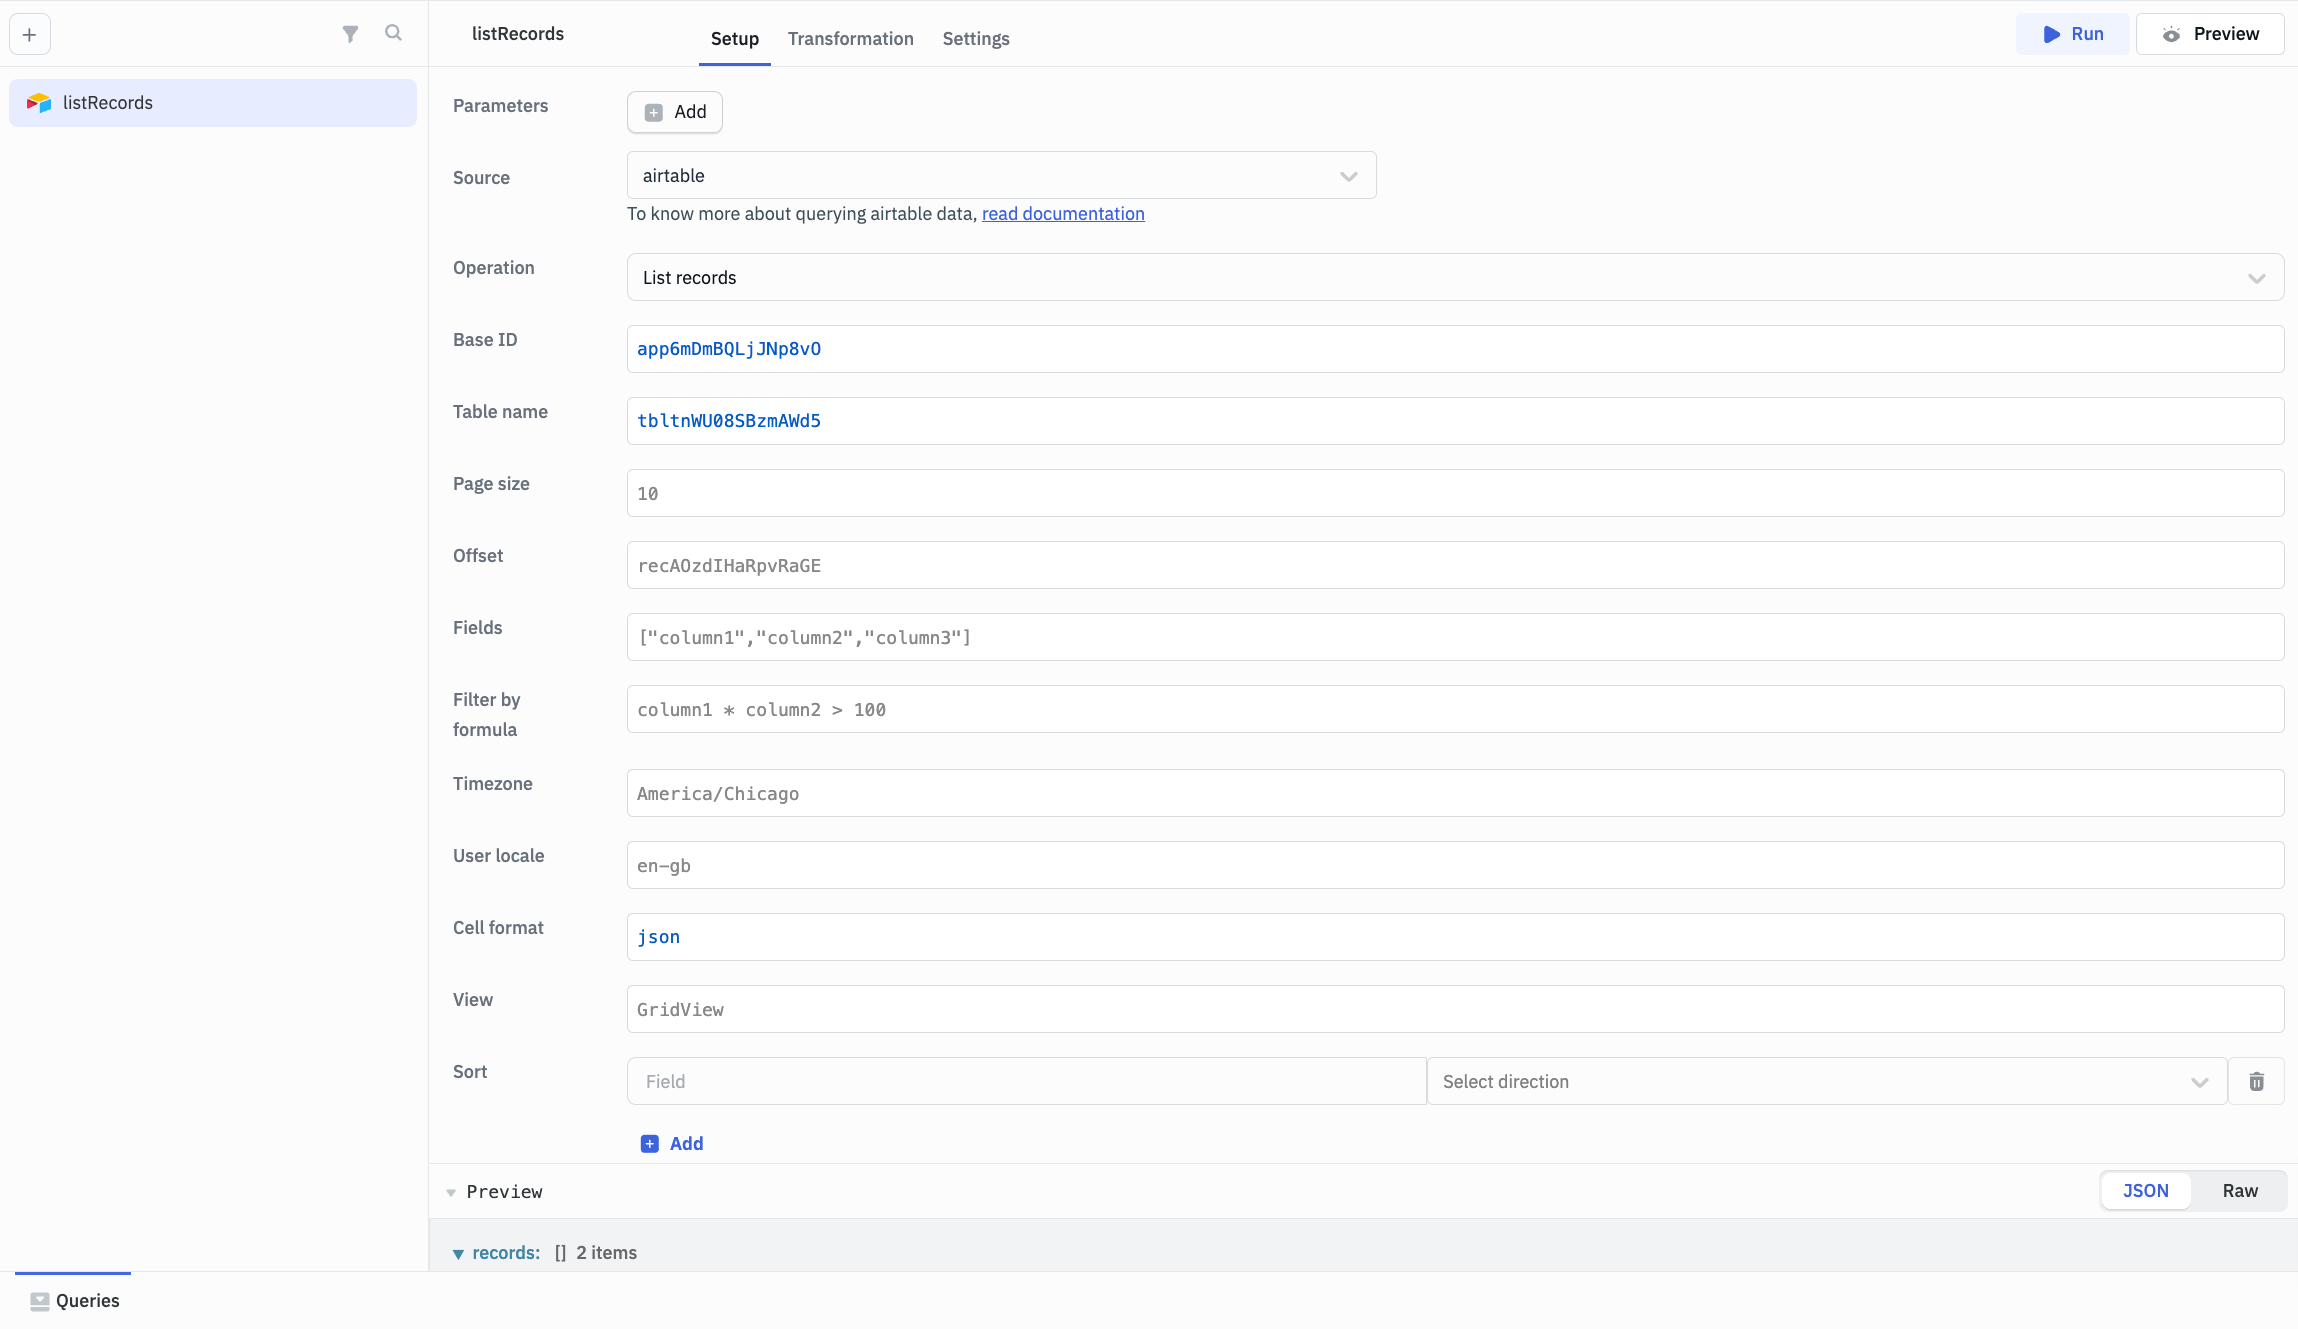 listRecords
Setup
Transformation
Settings
Run
Preview
listRecords
Parameters
Add
Source
airtable
To know more about querying airtable data, read documentation
Operation
List records
Base ID
app6mDmBQLjJNp8vO
Table name
tbltnWU08SBzmAWd5
Page size
10
Offset
recAOzdIHaRpvRaGE
Fields
["column1","column2","column3"]
Filter by
formula
column1 * column2 > 100
Timezone
America/Chicago
User locale
en-gb
Cell format
json
View
GridView
Sort
Field
Select direction
Add
Preview
JSON
Raw
records: [] 2 items
Queries